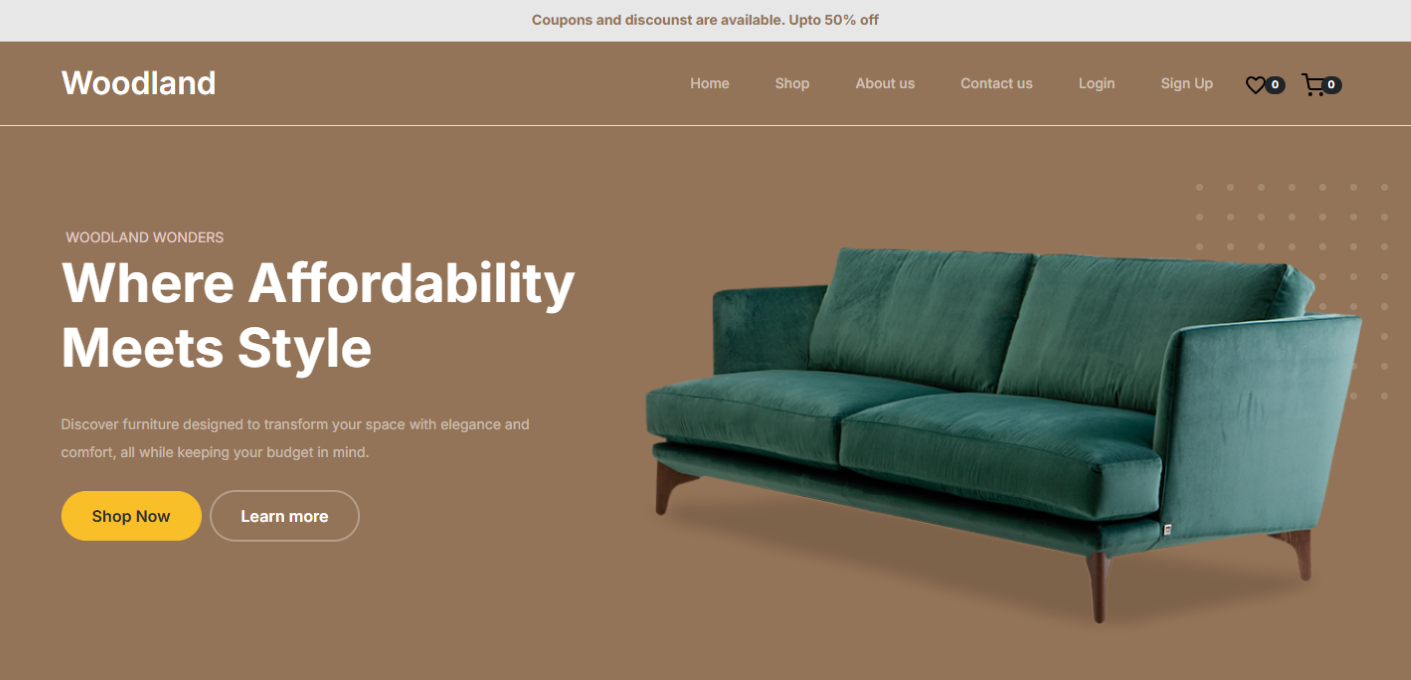 Coupons and discounst are available. Upto 50% off
Woodland
Home Shop About us Contact us Login Sign Up 0 0
WOODLAND WONDERS
Where Affordability
Meets Style
Discover furniture designed to transform your space with elegance and
comfort, all while keeping your budget in mind.
Shop Now Learn more